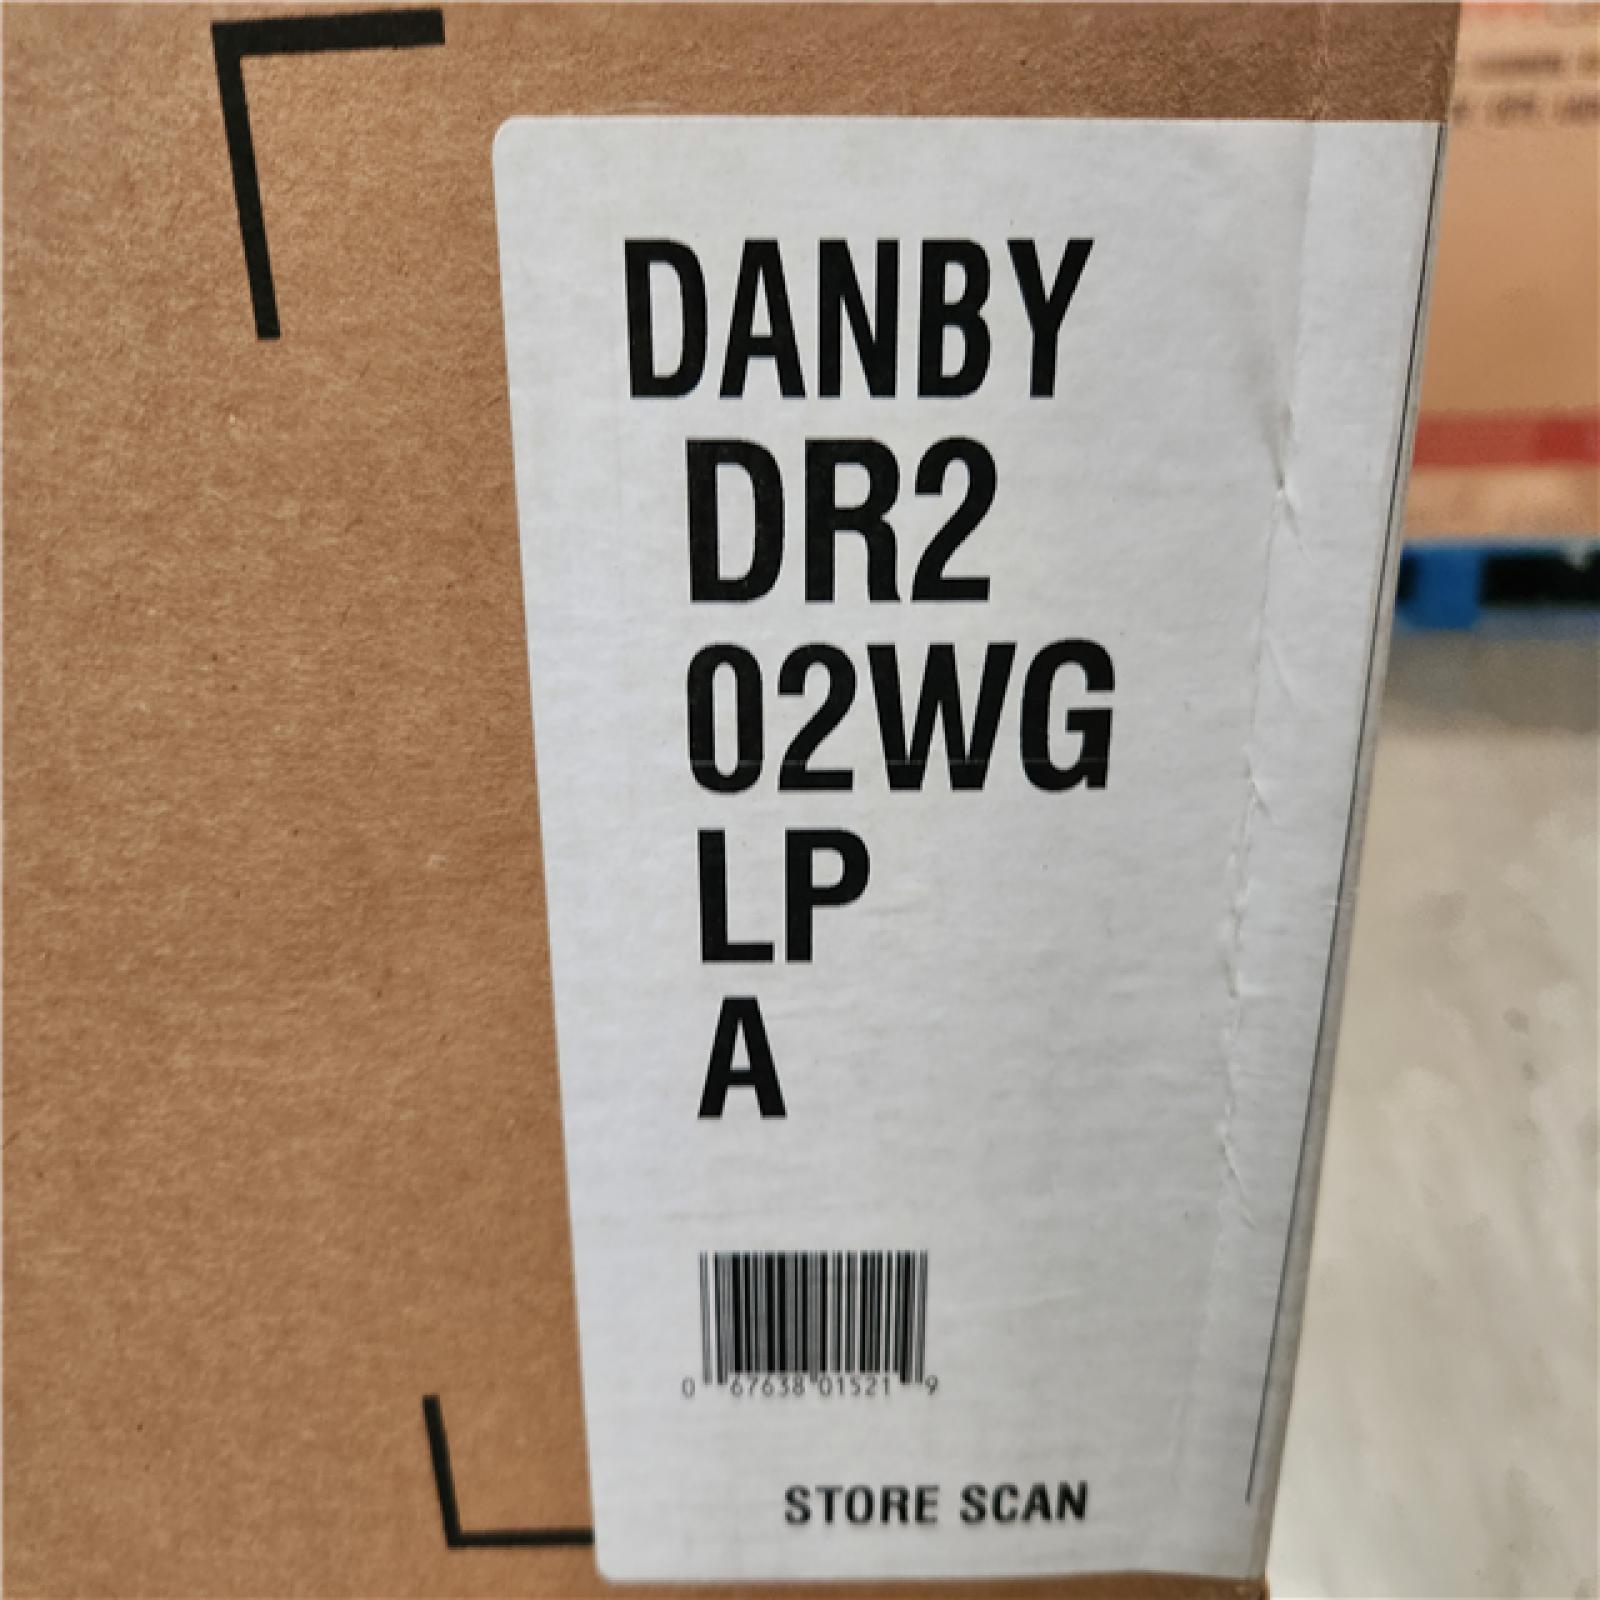 DANBY
DR2
02WG
LP
A
0 67638 01521 9
STORE SCAN